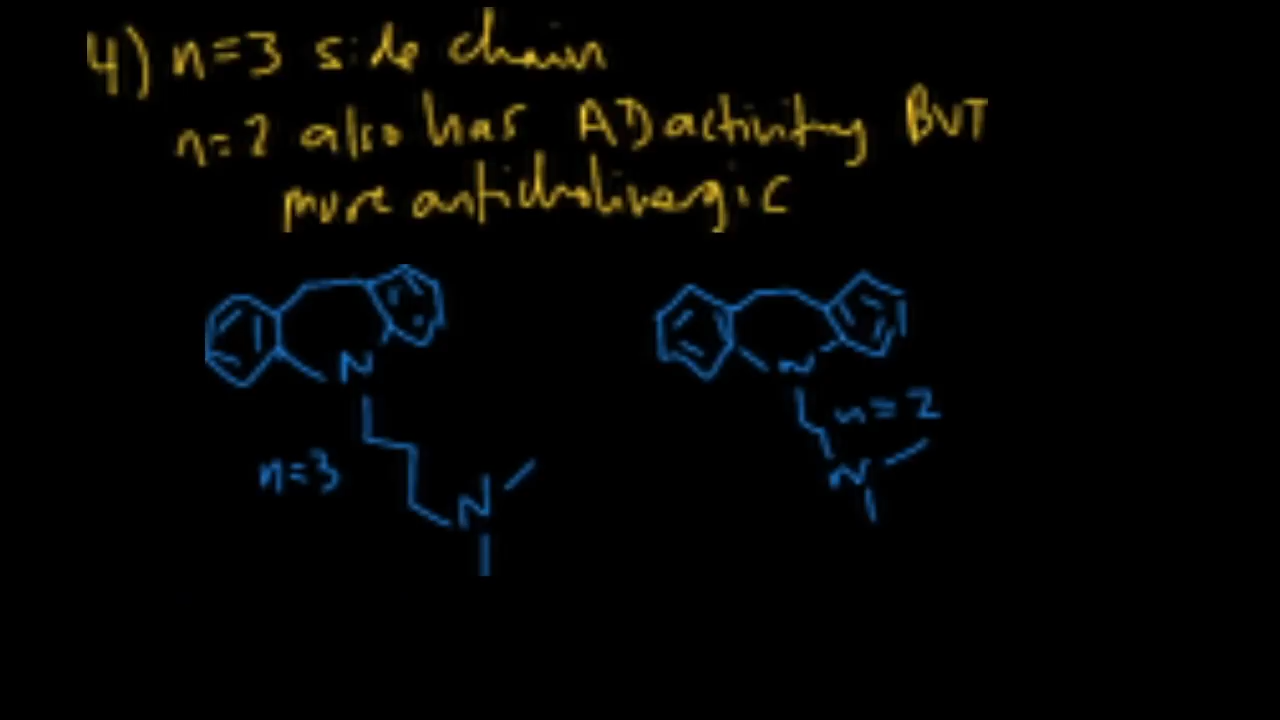 4) n=3 side chain
n=2 also has AD activity BUT
more anticholinergic
N
N
n=3
N
n=2
N